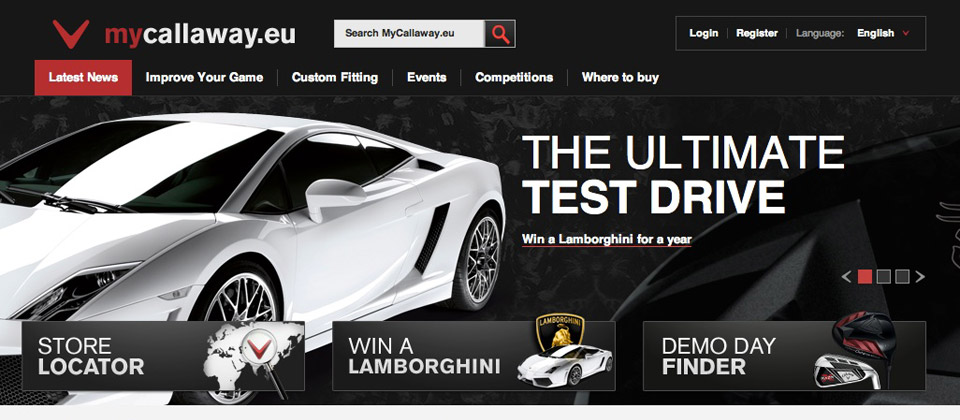 mycallaway.eu
Search MyCallaway.eu
Login
Register
Language:
English
Latest News
Improve Your Game
Custom Fitting
Events
Competitions
Where to buy
THE ULTIMATE
TEST DRIVE
Win a Lamborghini for a year
STORE
LOCATOR
WIN A
LAMBORGHINI
LAMBORGHINI
DEMO DAY
FINDER